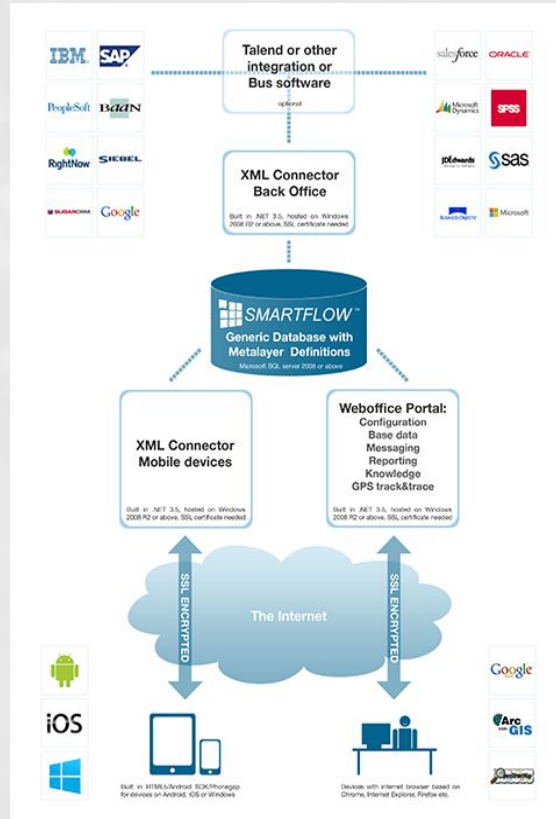 IBM.
SAP
Talend or other
integration or
Bus software
optional
salesforce
ORACLE
PeopleSoft
BaaN
Microsoft
Dynamics
SPSS
RightNow
SIEBEL
XML Connector
Back Office
Built in .NET 3.5, hosted on Windows
2008 R2 or above, SSL certificate needed
JDEdwards
sas
SUGARCRM
Google
Business Objects
Microsoft
SMARTFLOW™
Generic Database with
Metalayer Definitions
Microsoft SQL server 2008 or above
XML Connector
Mobile devices
Built in .NET 3.5, hosted on Windows
2008 R2 or above, SSL certificate needed
Weboffice Portal:
Configuration
Base data
Messaging
Reporting
Knowledge
GPS track&trace
Built in .NET 3.5, hosted on Windows
2008 R2 or above, SSL certificate needed
SSL ENCRYPTED
The Internet
SSL ENCRYPTED
iOS
Google
Arc
GIS
Built in HTML5/Android SDK/Phonegap
for devices on Android, iOS or Windows
Devices with internet browser based on
Chrome, Internet Explorer, Firefox etc.